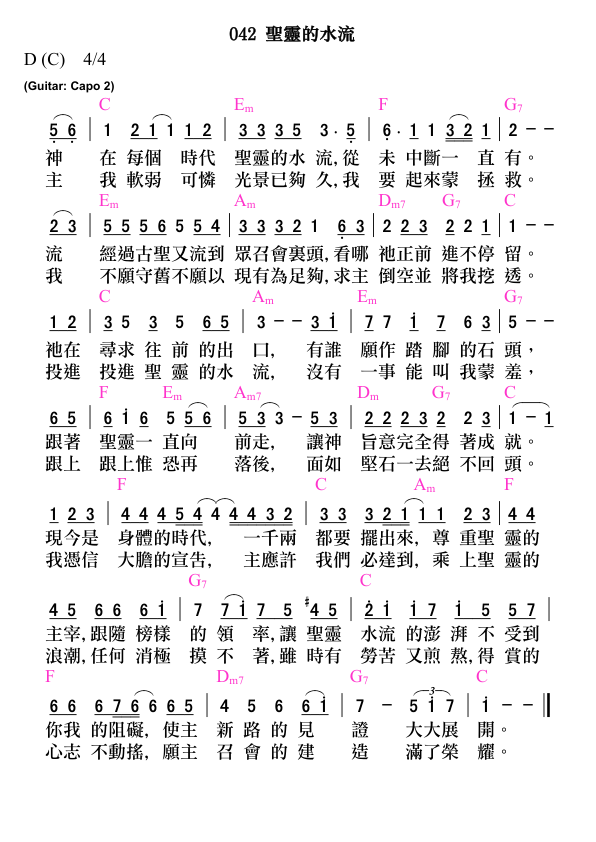 042 聖靈的水流
D (C) 4/4
(Guitar: Capo 2)
C Em F G7
5 6 | 1 2 1 1 1 2 | 3 3 3 5 3 . 5 | 6 . 1 1 3 2 1 | 2 - -
神 在 每個 時代 聖靈的水 流,從 未 中斷一 直 有。
主 我 軟弱 可憐 光景已夠 久,我 要 起來蒙 拯 救。
Em Am Dm7 G7 C
2 3 | 5 5 5 6 5 5 4 | 3 3 3 2 1 6 3 | 2 2 3 2 2 1 | 1 - -
流 經過古聖又流到 眾召會裏頭,看哪 祂正前 進不停 留。
我 不願守舊不願以 現有為足夠,求主 倒空並 將我挖 透。
C Am Em G7
1 2 | 3 5 3 5 6 5 | 3 - - 3 1 | 7 7 1 7 6 3 | 5 - -
祂在 尋求 往 前 的出 口, 有誰 願作 踏 腳 的石 頭,
投進 投進 聖 靈 的水 流, 沒有 一事 能 叫 我蒙 羞,
F Em Am7 Dm G7 C
6 5 | 6 1 6 5 5 6 | 5 3 3 - 5 3 | 2 2 2 3 2 3 2 | 1 - 1
跟著 聖靈一 直向 前走, 讓神 旨意完全得 著成 就。
跟上 跟上惟 恐再 落後, 面如 堅石一去絕 不回 頭。
F C Am F
1 2 3 | 4 4 4 5 4 4 4 4 3 2 | 3 3 3 2 1 1 1 2 3 | 4 4
現今是 身體的時代, 一千兩 都要 擺出來, 尊 重聖 靈的
我憑信 大膽的宣告, 主應許 我們 必達到, 乘 上聖 靈的
G7 C
4 5 6 6 6 1 | 7 7 1 7 5 #4 5 | 2 1 1 7 1 5 5 7 |
主宰,跟隨 榜樣 的 領 率,讓 聖靈 水流 的澎 湃 不 受到
浪潮,任何 消極 摸 不 著,雖 時有 勞苦 又煎 熬,得 賞的
F Dm7 G7 C
6 6 6 7 6 6 6 5 | 4 5 6 6 1 | 7 - 5 1 7 | 1 - -
3
你我 的阻礙, 使主 新 路 的 見 證 大大展 開。
心志 不動搖, 願主 召 會 的 建 造 滿了榮 耀。